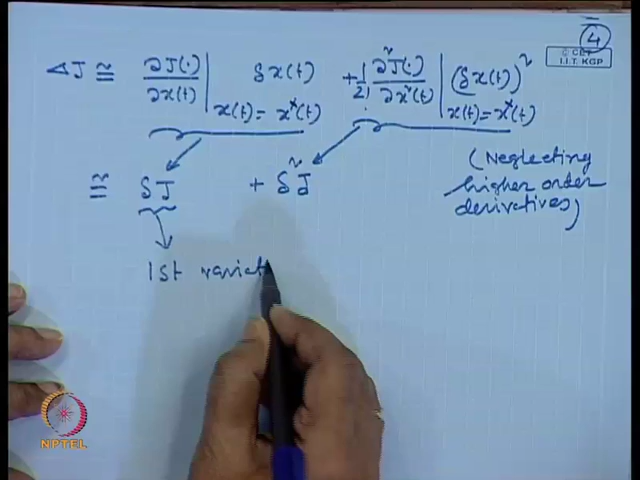 4
© CET
I.I.T. KGP
ΔJ ≅ ∂J(·)/∂x(t) | x(t)=x*(t) δx(t) + 1/2! ∂²J(·)/∂x²(t) | x(t)=x*(t) (δx(t))²
≅ δJ + δ²J
(Neglecting
higher order
derivatives)
1st variat
NPTEL